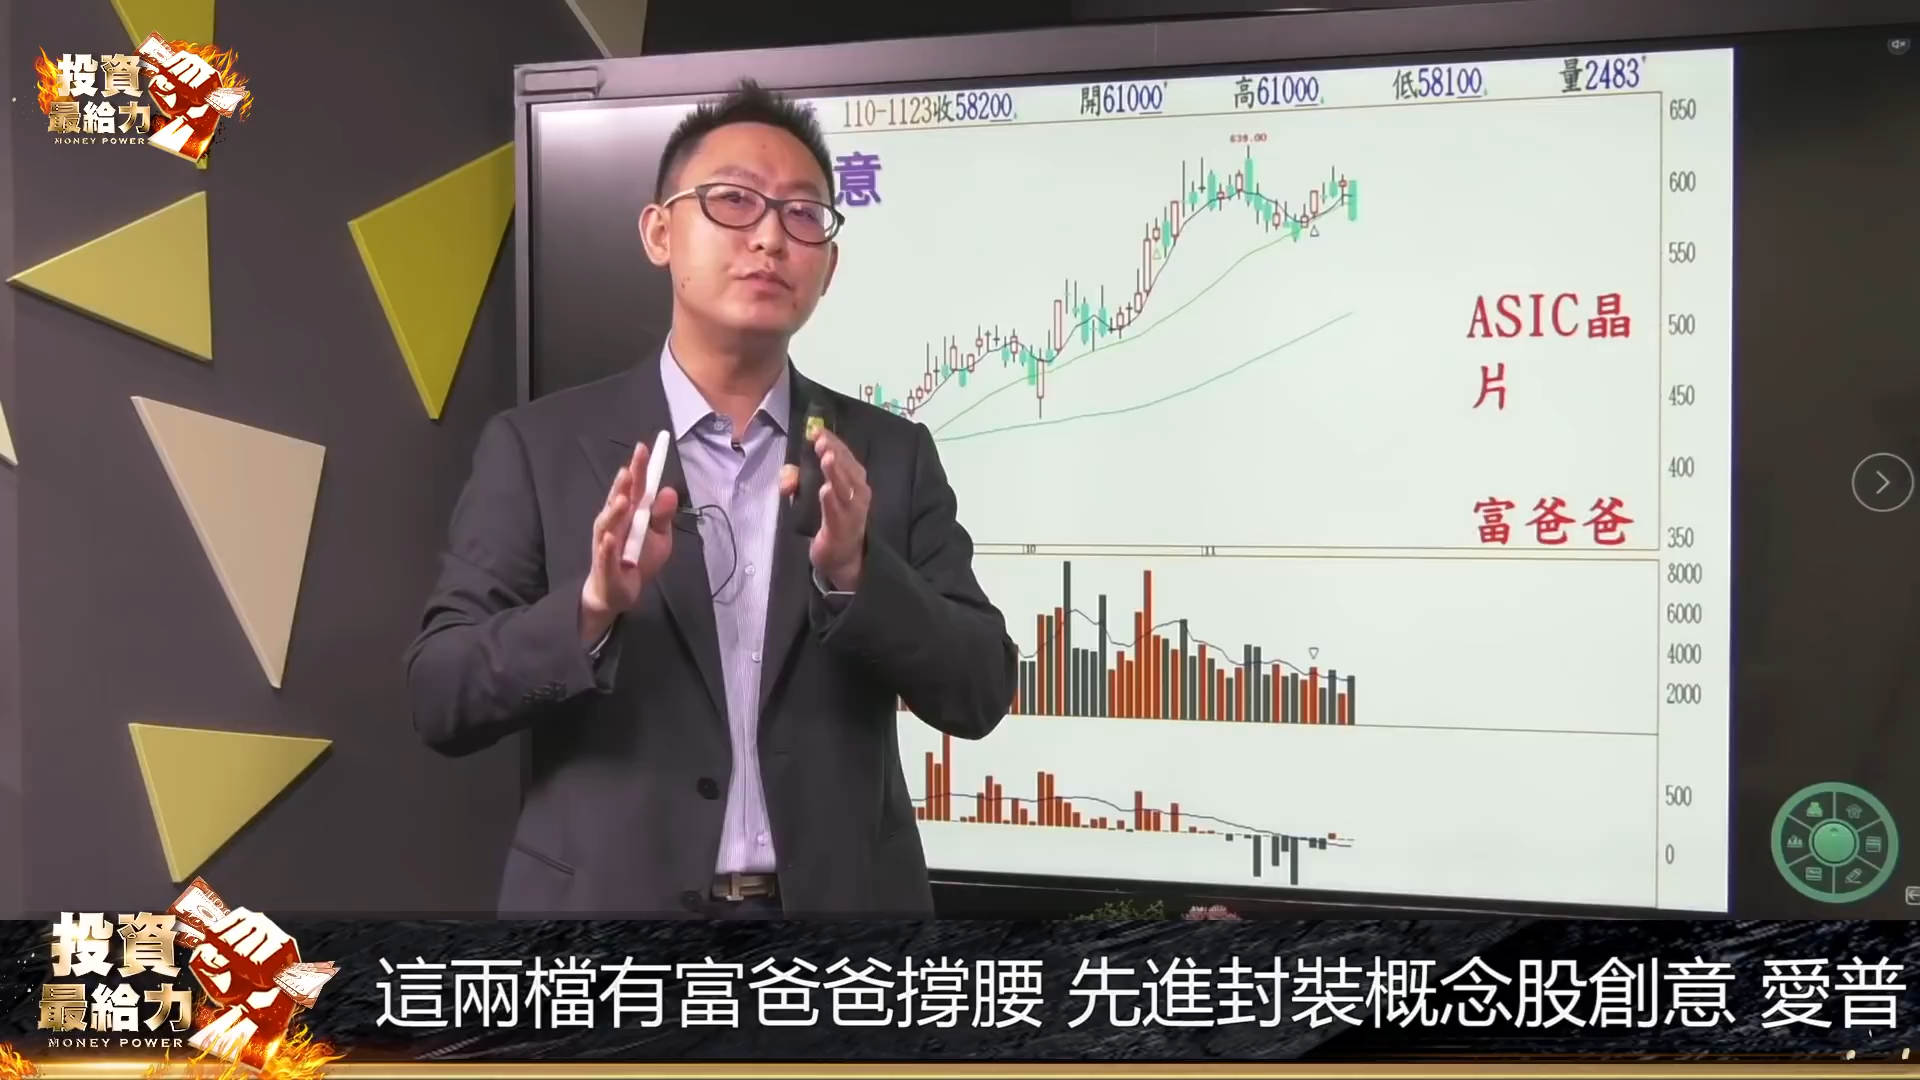 投資
最給力
MONEY POWER
110-1123收58200 開61000 高61000 低58100 量2483
意
639.00
650
600
550
500
450
400
350
ASIC晶
片
富爸爸
10 11
8000
6000
4000
2000
500
0
投資
最給力
MONEY POWER
這兩檔有富爸爸撐腰 先進封裝概念股創意 愛普